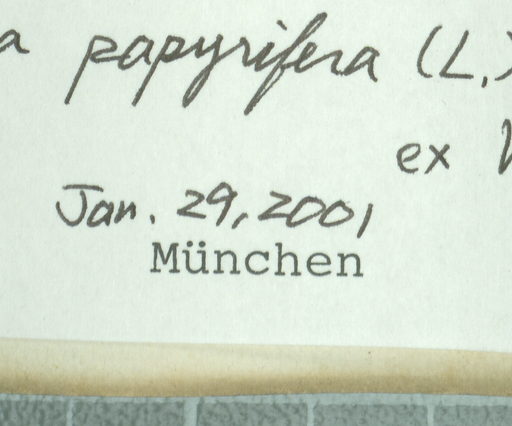 a papyrifera (L.)
ex
Jan. 29, 2001
München